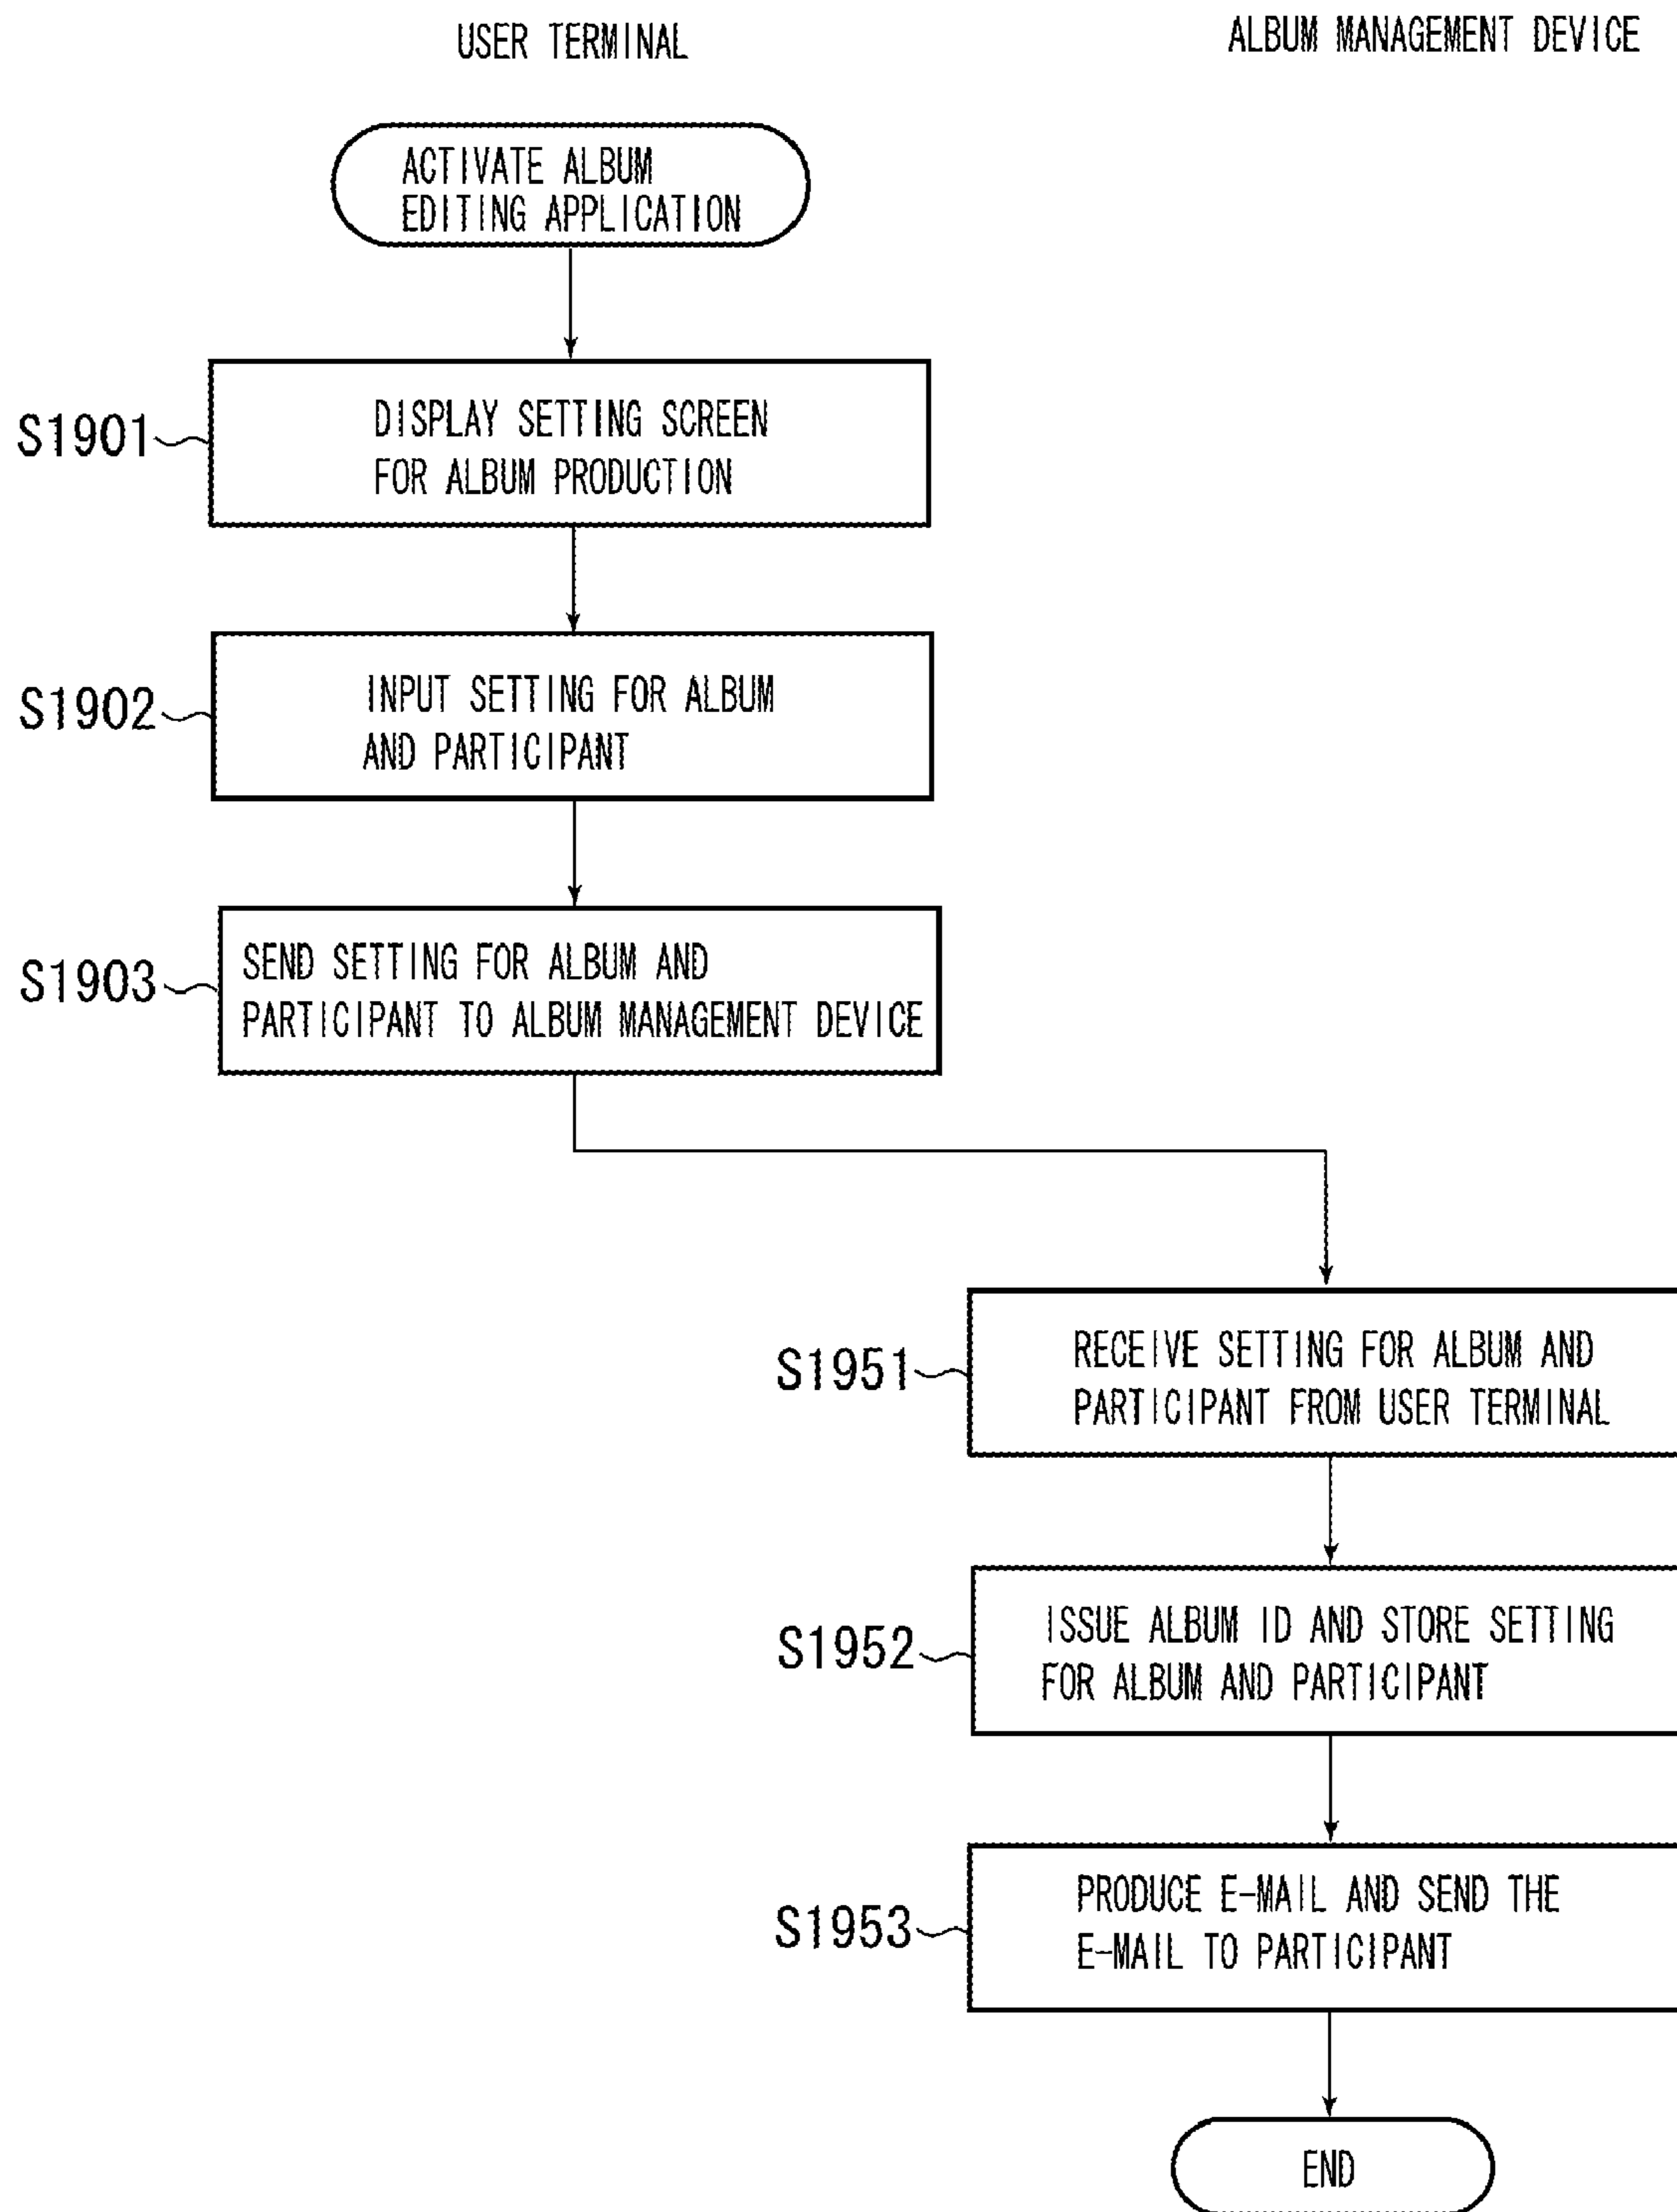 USER TERMINAL
ALBUM MANAGEMENT DEVICE
ACTIVATE ALBUM
EDITING APPLICATION
S1901
DISPLAY SETTING SCREEN
FOR ALBUM PRODUCTION
S1902
INPUT SETTING FOR ALBUM
AND PARTICIPANT
S1903
SEND SETTING FOR ALBUM AND
PARTICIPANT TO ALBUM MANAGEMENT DEVICE
S1951
RECEIVE SETTING FOR ALBUM AND
PARTICIPANT FROM USER TERMINAL
S1952
ISSUE ALBUM ID AND STORE SETTING
FOR ALBUM AND PARTICIPANT
S1953
PRODUCE E-MAIL AND SEND THE
E-MAIL TO PARTICIPANT
END